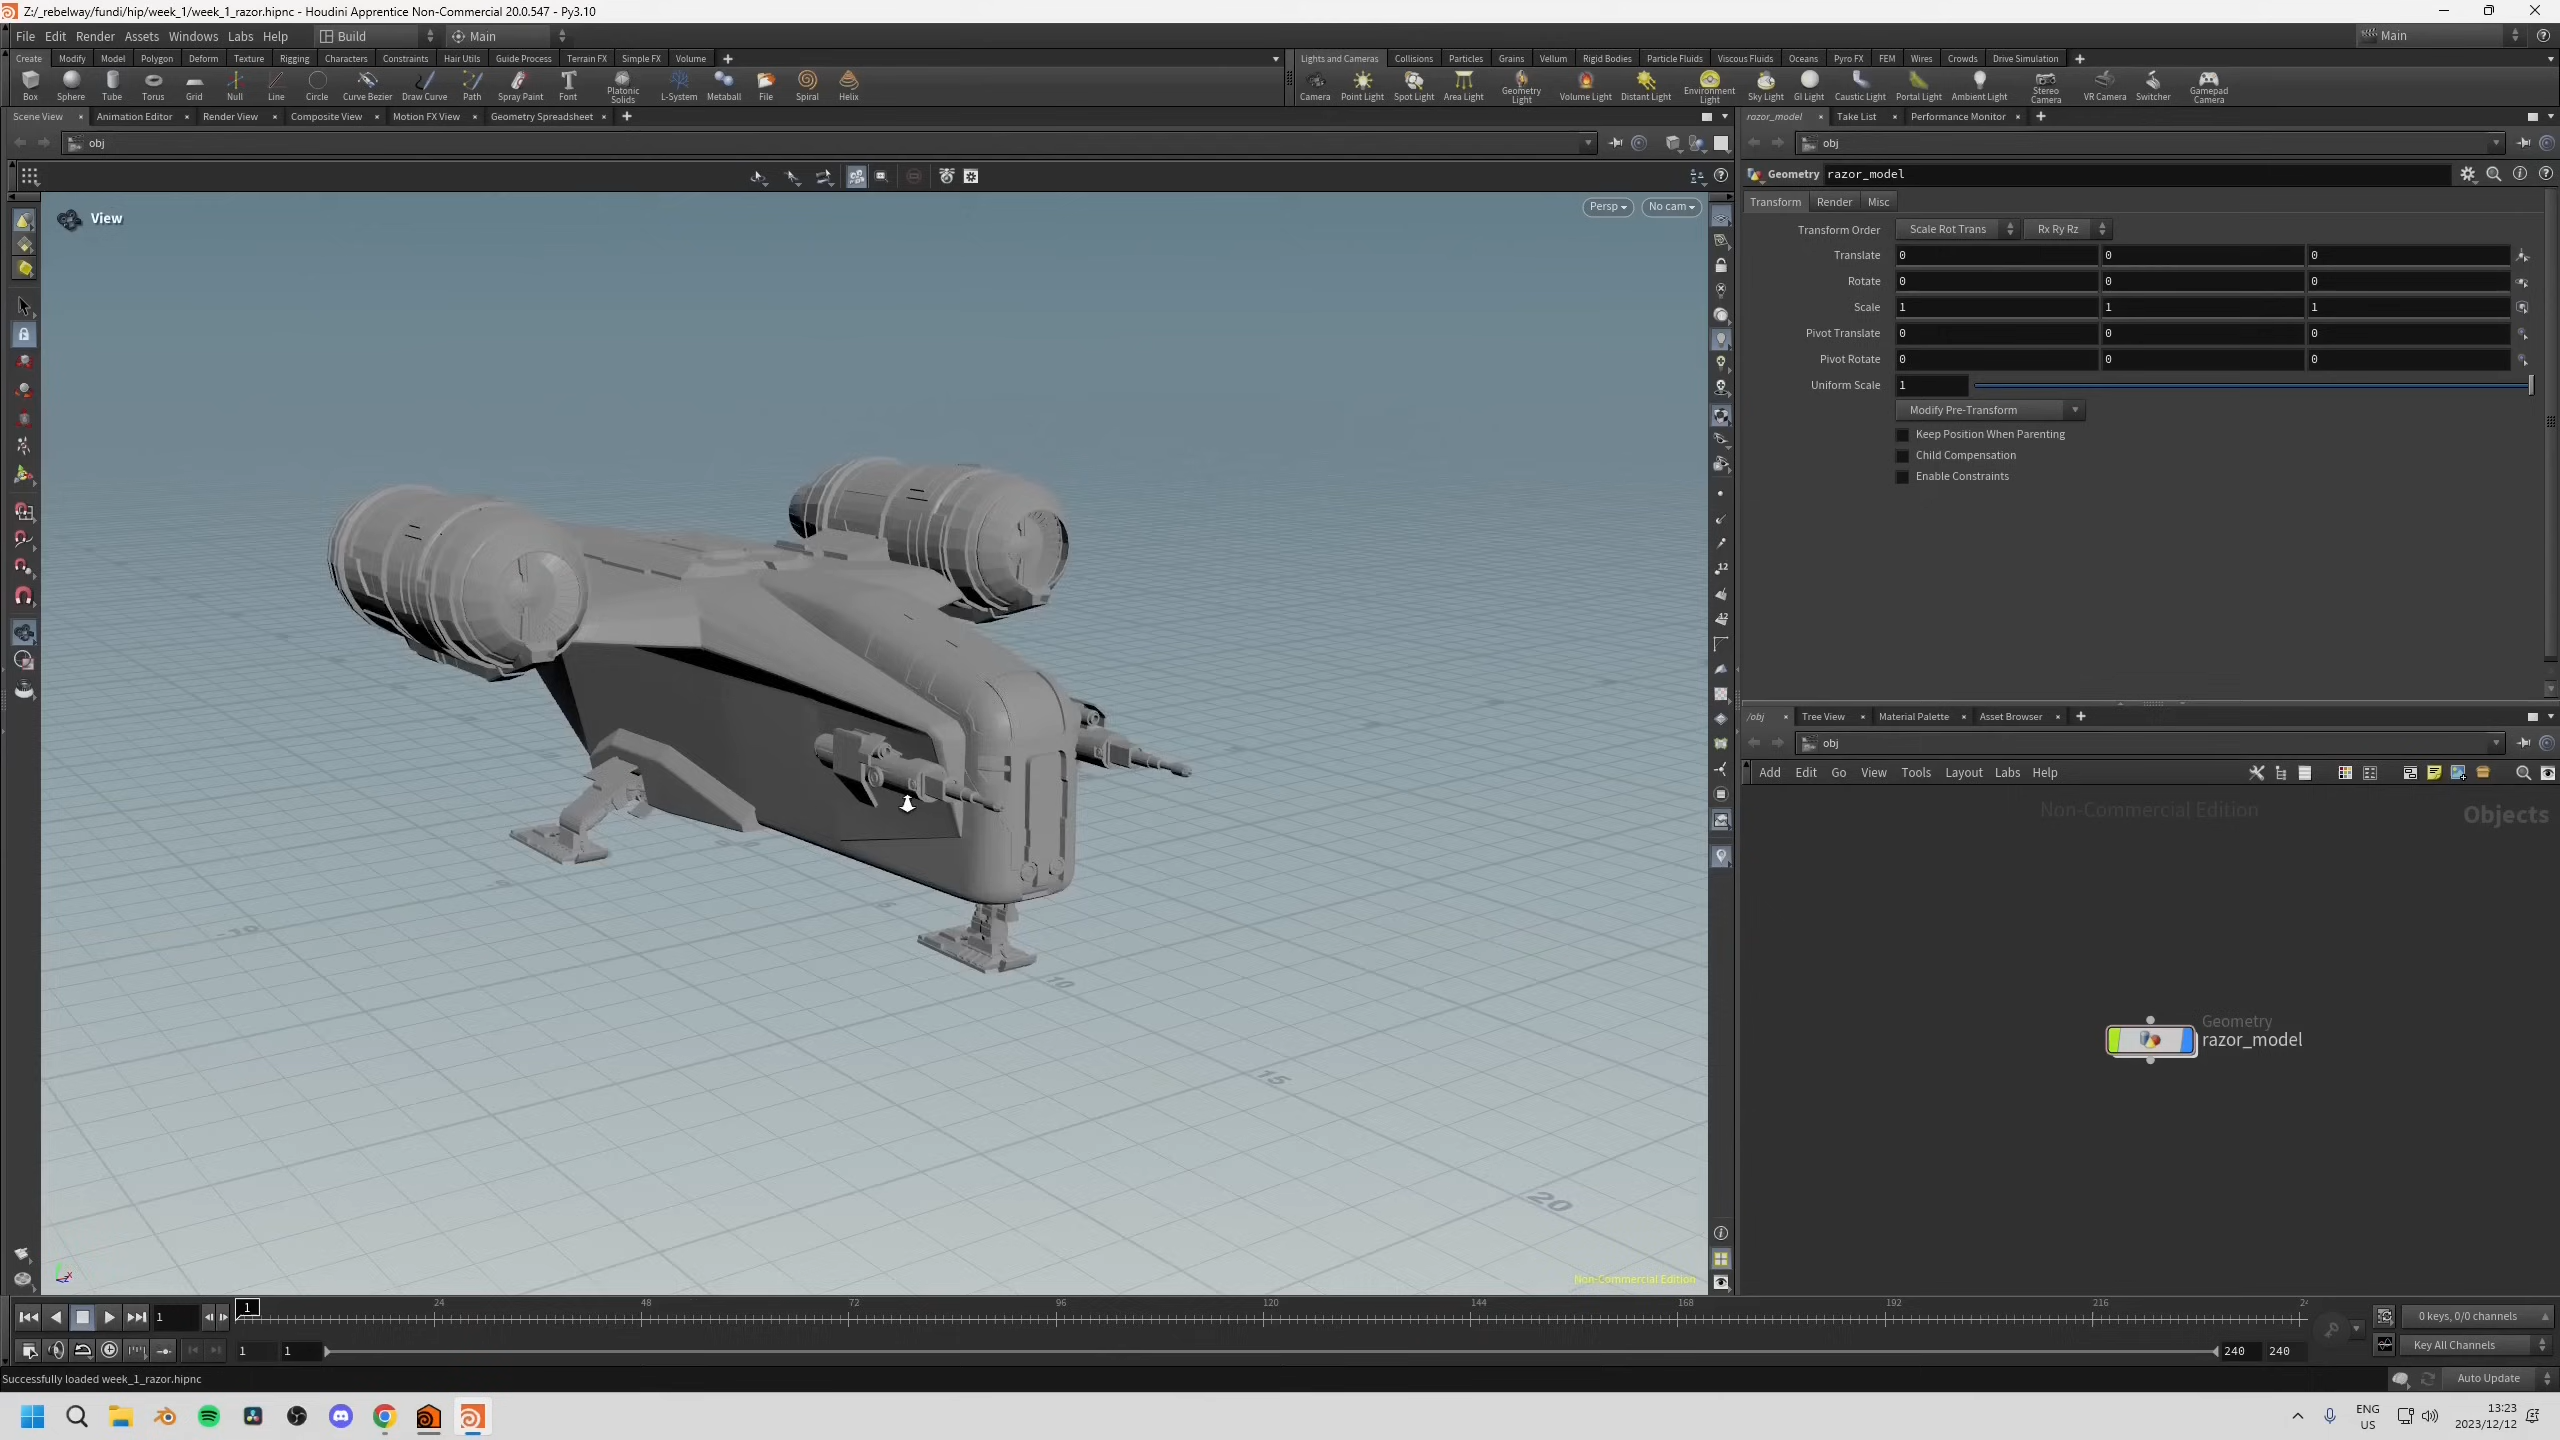 Z:/_rebelway/fundi/hip/week_1/week_1_razor.hipnc - Houdini Apprentice Non-Commercial 20.0.547 - Py3.10
File Edit Render Assets Windows Labs Help Build Main Main
Create Modify Model Polygon Deform Texture Rigging Characters Constraints Hair Utils Guide Process Terrain FX Simple FX Volume
Lights and Cameras Collisions Particles Grains Vellum Rigid Bodies Particle Fluids Viscous Fluids Oceans Pyro FX FEM Wires Crowds Drive Simulation
Box Sphere Tube Torus Grid Null Line Circle Curve Bezier Draw Curve Path Spray Paint Font Platonic Solids L-System Metaball File Spiral Helix
Camera Point Light Spot Light Area Light Geometry Light Volume Light Distant Light Environment Light Sky Light GI Light Caustic Light Portal Light Ambient Light Stereo Camera VR Camera Switcher Gamepad Camera
Scene View Animation Editor Render View Composite View Motion FX View Geometry Spreadsheet
razor_model Take List Performance Monitor
obj
obj
Geometry razor_model
View
Persp No cam
Transform Render Misc
Transform Order Scale Rot Trans Rx Ry Rz
Translate 0 0 0
Rotate 0 0 0
Scale 1 1 1
Pivot Translate 0 0 0
Pivot Rotate 0 0 0
Uniform Scale 1
Modify Pre-Transform
Keep Position When Parenting
Child Compensation
Enable Constraints
12
12
-10
-5
5
10
15
20
Non-Commercial Edition
/obj Tree View Material Palette Asset Browser
obj
Add Edit Go View Tools Layout Labs Help
Non-Commercial Edition
Objects
Geometry
razor_model
1
1 24 48 72 96 120 144 168 192 216 24
0 keys, 0/0 channels
1 1 240 240
Key All Channels
Successfully loaded week_1_razor.hipnc
Auto Update
ENG
US
13:23
2023/12/12